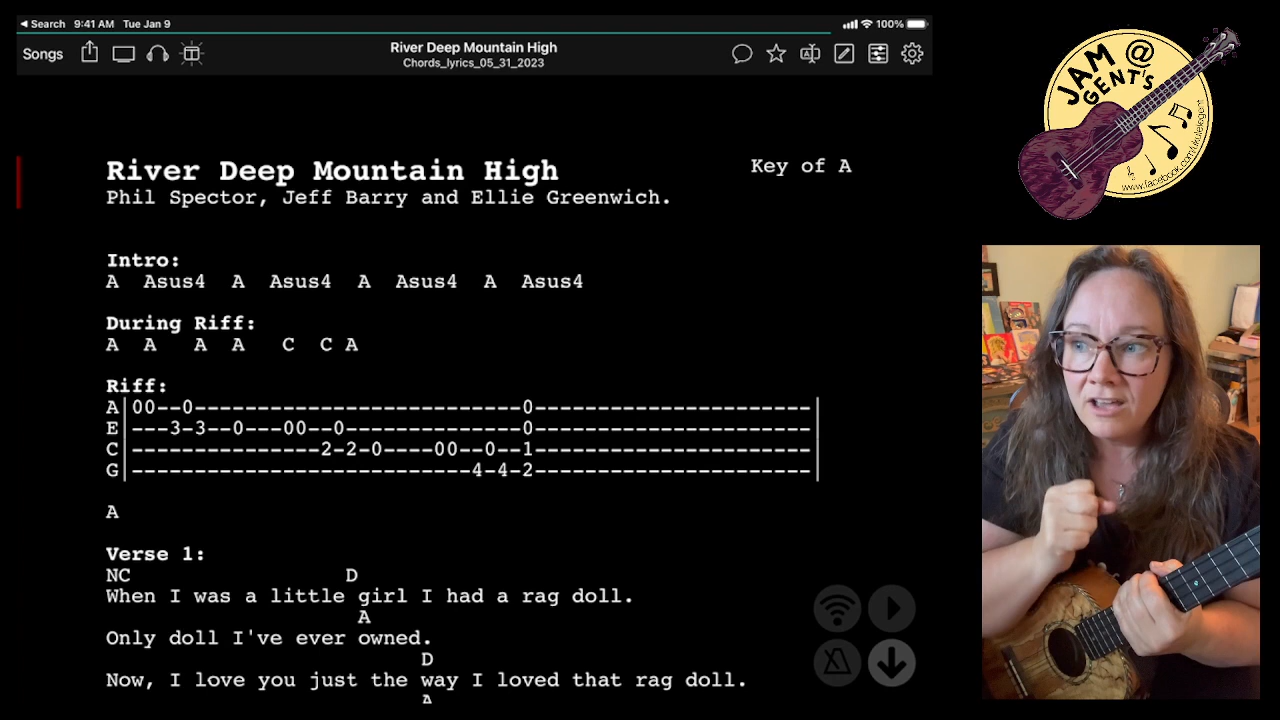 ◀ Search 9:41 AM Tue Jan 9 100%
Songs
River Deep Mountain High
Chords_lyrics_05_31_2023
River Deep Mountain High
Key of A
Phil Spector, Jeff Barry and Ellie Greenwich.
Intro:
A Asus4 A Asus4 A Asus4 A Asus4
During Riff:
A A A A C C A
Riff:
A|00--0--------------------------0----------------------|
E|---3-3--0---00--0--------------0----------------------|
C|---------------2-2-0----00--0--1----------------------|
G|---------------------------4-4-2----------------------|
A
Verse 1:
NC D
When I was a little girl I had a rag doll.
A
Only doll I've ever owned.
D
Now, I love you just the way I loved that rag doll.
A
JAM @
GENT'S
www.facebook.com/ukulelegent